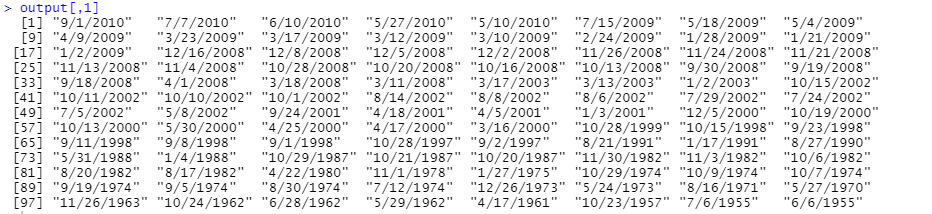 > output[,1]
[1] "9/1/2010" "7/7/2010" "6/10/2010" "5/27/2010" "5/10/2010" "7/15/2009" "5/18/2009" "5/4/2009"
[9] "4/9/2009" "3/23/2009" "3/17/2009" "3/12/2009" "3/10/2009" "2/24/2009" "1/28/2009" "1/21/2009"
[17] "1/2/2009" "12/16/2008" "12/8/2008" "12/5/2008" "12/2/2008" "11/26/2008" "11/24/2008" "11/21/2008"
[25] "11/13/2008" "11/4/2008" "10/28/2008" "10/20/2008" "10/16/2008" "10/13/2008" "9/30/2008" "9/19/2008"
[33] "9/18/2008" "4/1/2008" "3/18/2008" "3/11/2008" "3/17/2003" "3/13/2003" "1/2/2003" "10/15/2002"
[41] "10/11/2002" "10/10/2002" "10/1/2002" "8/14/2002" "8/8/2002" "8/6/2002" "7/29/2002" "7/24/2002"
[49] "7/5/2002" "5/8/2002" "9/24/2001" "4/18/2001" "4/5/2001" "1/3/2001" "12/5/2000" "10/19/2000"
[57] "10/13/2000" "5/30/2000" "4/25/2000" "4/17/2000" "3/16/2000" "10/28/1999" "10/15/1998" "9/23/1998"
[65] "9/11/1998" "9/8/1998" "9/1/1998" "10/28/1997" "9/2/1997" "8/21/1991" "1/17/1991" "8/27/1990"
[73] "5/31/1988" "1/4/1988" "10/29/1987" "10/21/1987" "10/20/1987" "11/30/1982" "11/3/1982" "10/6/1982"
[81] "8/20/1982" "8/17/1982" "4/22/1980" "11/1/1978" "1/27/1975" "10/29/1974" "10/9/1974" "10/7/1974"
[89] "9/19/1974" "9/5/1974" "8/30/1974" "7/12/1974" "12/26/1973" "5/24/1973" "8/16/1971" "5/27/1970"
[97] "11/26/1963" "10/24/1962" "6/28/1962" "5/29/1962" "4/17/1961" "10/23/1957" "7/6/1955" "6/6/1955"